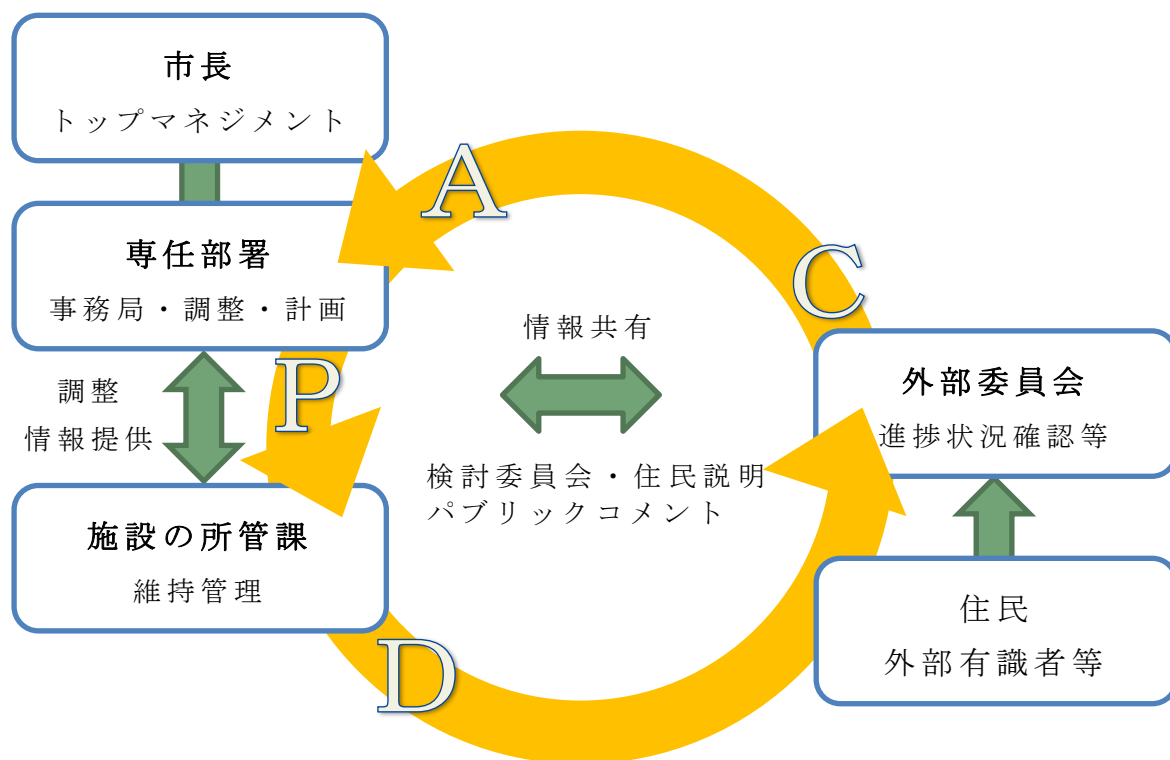 市長
トップマネジメント
A
専任部署
事務局・調整・計画
C
情報共有
P
調整
情報提供
外部委員会
進捗状況確認等
検討委員会・住民説明
パブリックコメント
施設の所管課
維持管理
住民
外部有識者等
D